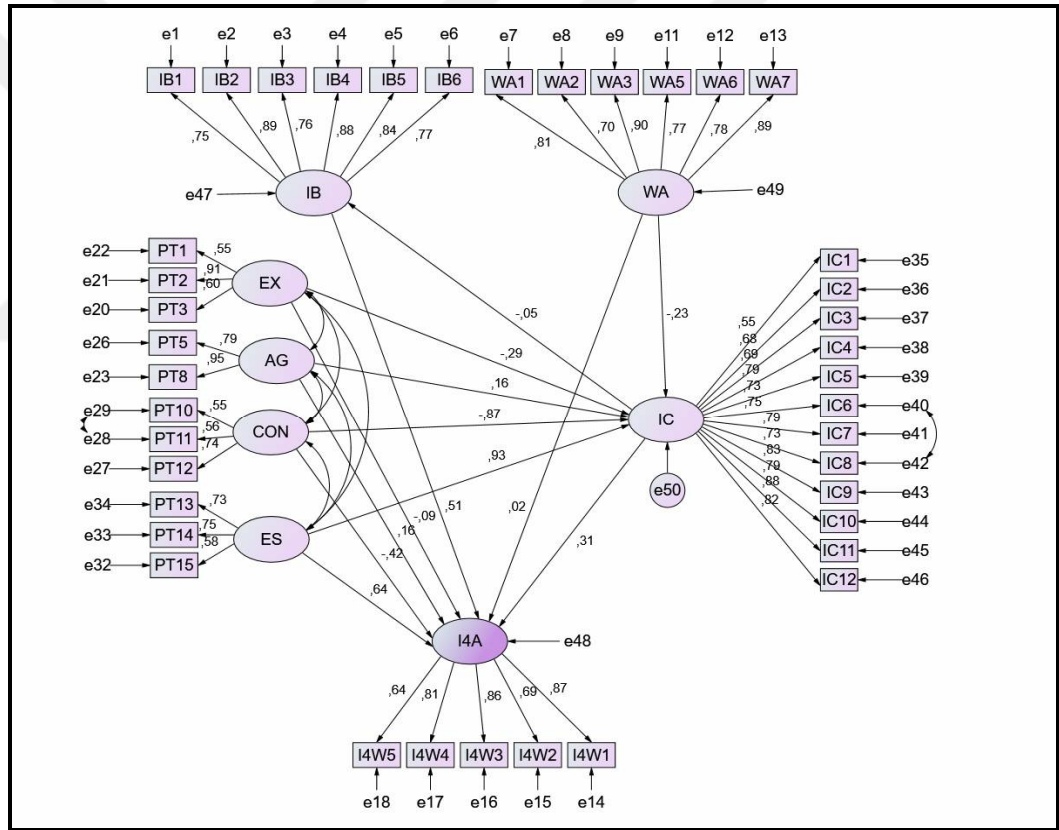 e1 e2 e3 e4 e5 e6 e7 e8 e9 e11 e12 e13
IB1 IB2 IB3 IB4 IB5 IB6 WA1 WA2 WA3 WA5 WA6 WA7
,75 ,89 ,76 ,88 ,84 ,77 ,81 ,70 ,90 ,77 ,78 ,89
e47 IB WA e49
e22 PT1 ,55
e21 PT2 ,91
e20 PT3 ,60
EX
e26 PT5 ,79
e23 PT8 ,95
AG
e29 PT10 ,55
e28 PT11 ,56
e27 PT12 ,74
CON
e34 PT13 ,73
e33 PT14 ,75
e32 PT15 ,58
ES
-,05
-,23
-,29
,16
-,87
,93
IC
e50
,55 IC1 e35
,68 IC2 e36
,69 IC3 e37
,79 IC4 e38
,73 IC5 e39
,75 IC6 e40
,79 IC7 e41
,73 IC8 e42
,83 IC9 e43
,79 IC10 e44
,88 IC11 e45
,82 IC12 e46
-,09 ,51 ,02
,16
-,42 ,31
,64
I4A e48
,64 ,81 ,86 ,69 ,87
I4W5 I4W4 I4W3 I4W2 I4W1
e18 e17 e16 e15 e14